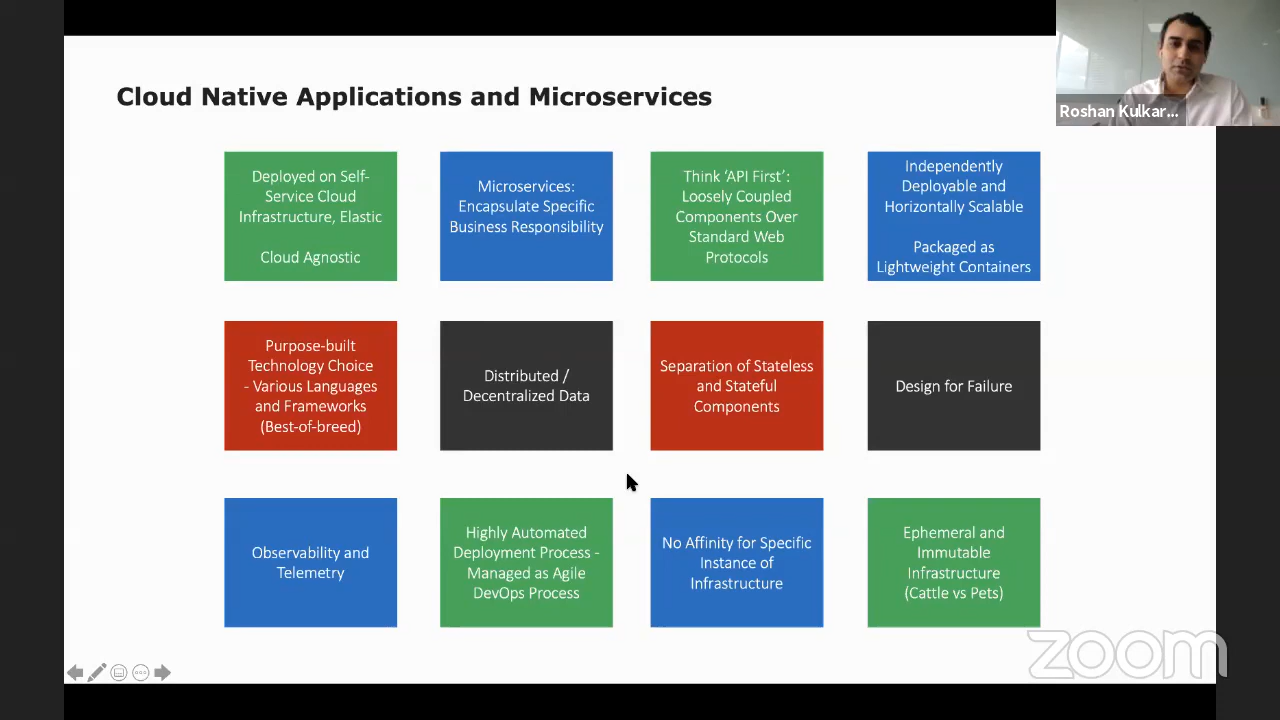 Cloud Native Applications and Microservices
Roshan Kulkar...
Deployed on Self-
Service Cloud
Infrastructure, Elastic
Cloud Agnostic
Microservices:
Encapsulate Specific
Business Responsibility
Think ‘API First’:
Loosely Coupled
Components Over
Standard Web
Protocols
Independently
Deployable and
Horizontally Scalable
Packaged as
Lightweight Containers
Purpose-built
Technology Choice
- Various Languages
and Frameworks
(Best-of-breed)
Distributed /
Decentralized Data
Separation of Stateless
and Stateful
Components
Design for Failure
Observability and
Telemetry
Highly Automated
Deployment Process -
Managed as Agile
DevOps Process
No Affinity for Specific
Instance of
Infrastructure
Ephemeral and
Immutable
Infrastructure
(Cattle vs Pets)
zoom